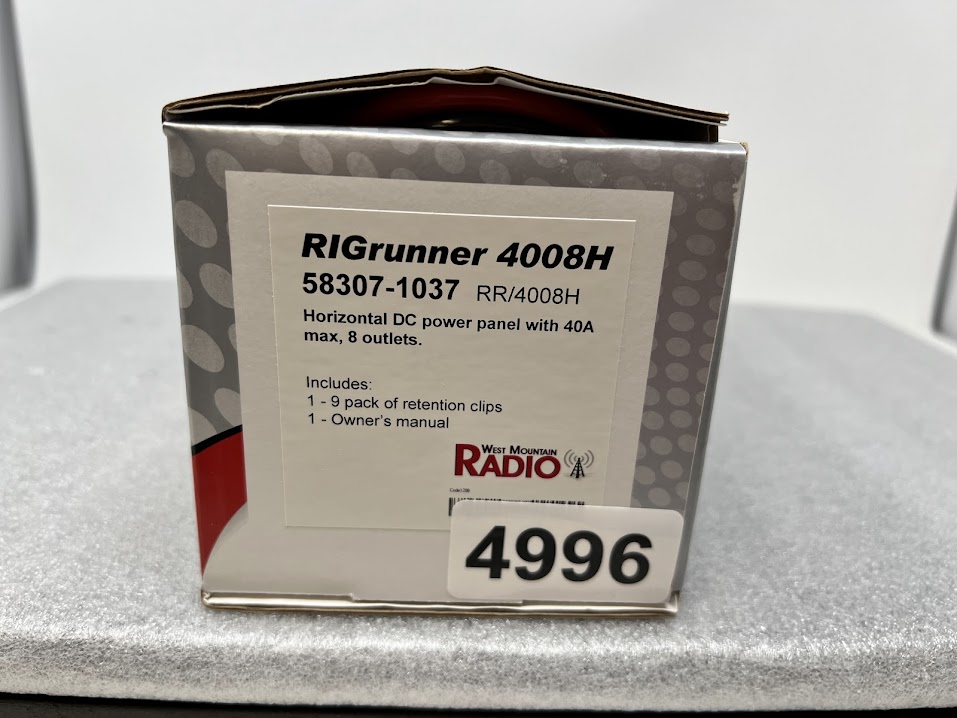 RIGrunner 4008H
58307-1037 RR/4008H
Horizontal DC power panel with 40A
max, 8 outlets.
Includes:
1 - 9 pack of retention clips
1 - Owner's manual
WEST MOUNTAIN
RADIO
4996